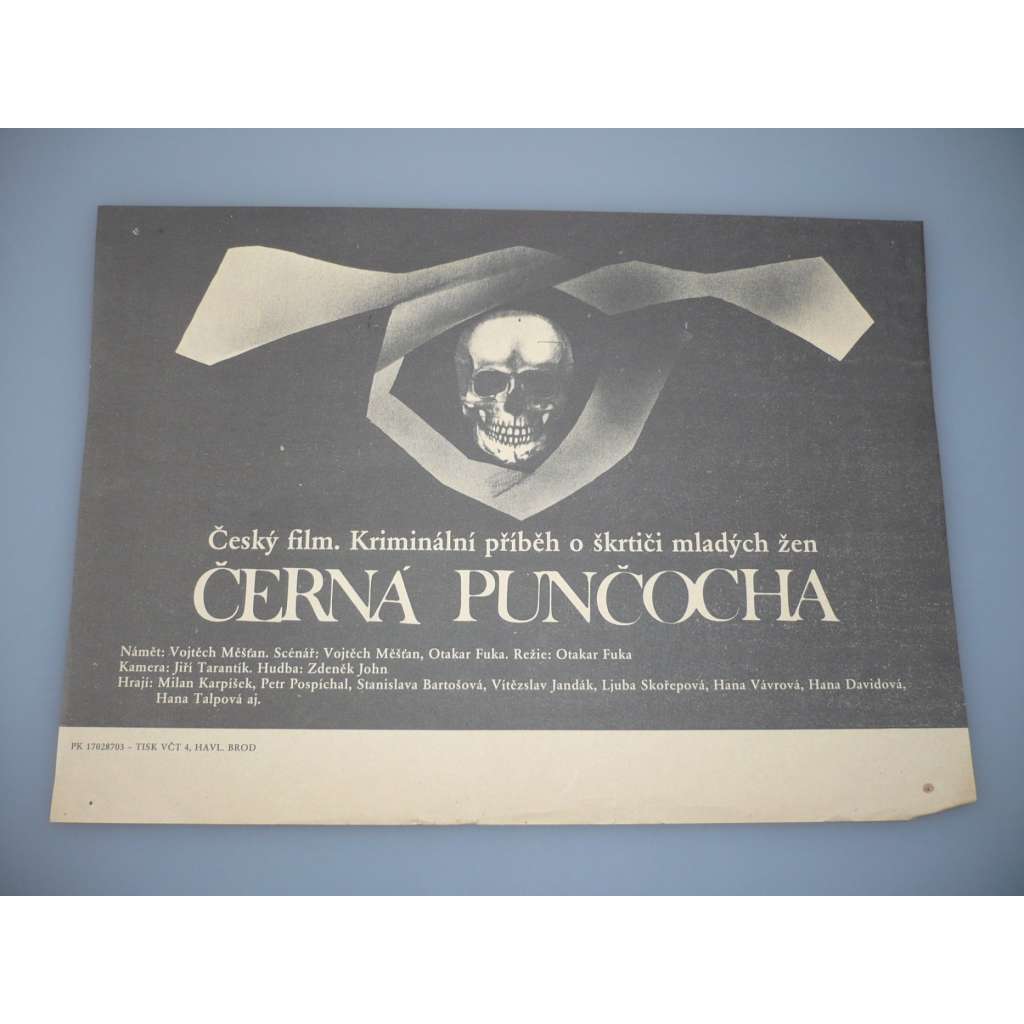 Český film. Kriminální příběh o škrtiči mladých žen
ČERNÁ PUNČOCHA
Námět: Vojtěch Měšťan. Scénář: Vojtěch Měšťan, Otakar Fuka. Režie: Otakar Fuka
Kamera: Jiří Tarantík. Hudba: Zdeněk John
Hrají: Milan Karpíšek, Petr Pospíchal, Stanislava Bartošová, Vítězslav Jandák, Ljuba Skořepová, Hana Vávrová, Hana Davidová,
Hana Talpová aj.
PK 17028703 – TISK VČT 4, HAVL. BROD